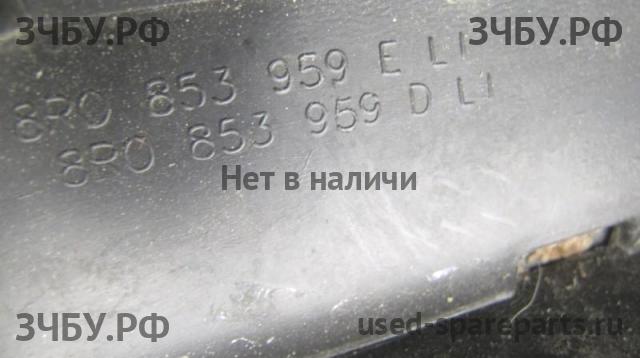 ЗЧБУ.РФ ЗЧБУ.РФ
8R0 853 959 E LI
8R0 853 959 D LI
Нет в наличи
ЗЧБУ.РФ used-spareparts.ru